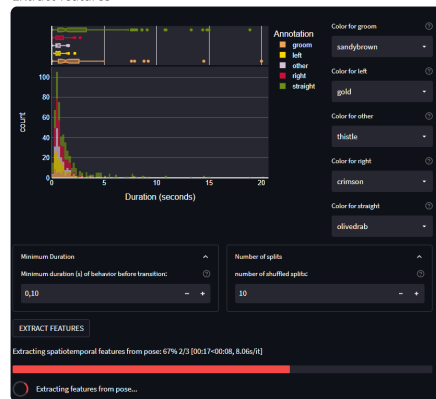 Extract features
Annotation
groom
left
other
right
straight
100
80
60
40
20
0
count
0
5
10
15
20
Duration (seconds)
Color for groom
sandybrown
Color for left
gold
Color for other
thistle
Color for right
crimson
Color for straight
olivedrab
Minimum Duration
Minimum duration (s) of behavior before transition:
0,10
- +
Number of splits
number of shuffled splits:
10
- +
EXTRACT FEATURES
Extracting spatiotemporal features from pose: 67% 2/3 [00:17<00:08, 8.06s/it]
Extracting features from pose...